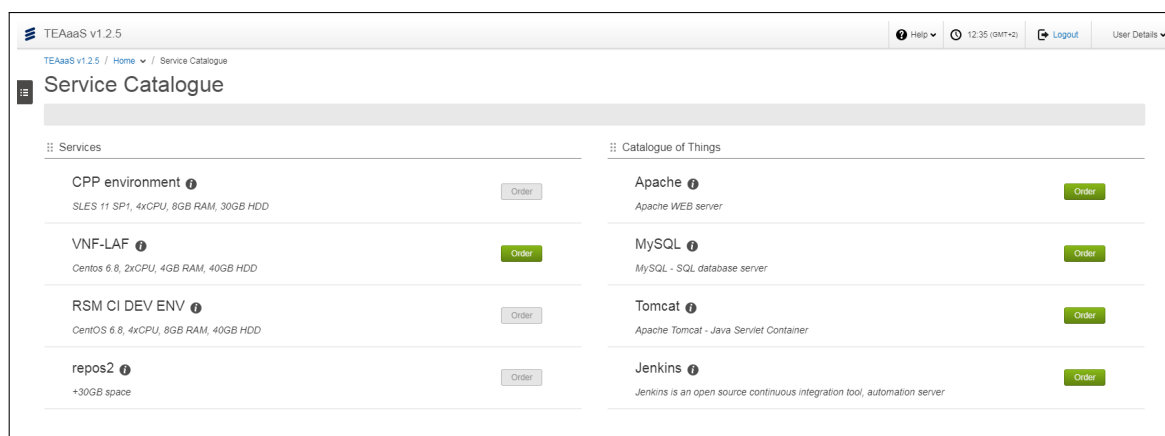 TEAaaS v1.2.5
Help
12:35 (GMT+2)
Logout
User Details
TEAaaS v1.2.5 / Home / Service Catalogue
Service Catalogue
Services
CPP environment
SLES 11 SP1, 4xCPU, 8GB RAM, 30GB HDD
Order
VNF-LAF
Centos 6.8, 2xCPU, 4GB RAM, 40GB HDD
Order
RSM CI DEV ENV
CentOS 6.8, 4xCPU, 8GB RAM, 40GB HDD
Order
repos2
+30GB space
Order
Catalogue of Things
Apache
Apache WEB server
Order
MySQL
MySQL - SQL database server
Order
Tomcat
Apache Tomcat - Java Servlet Container
Order
Jenkins
Jenkins is an open source continuous integration tool, automation server
Order